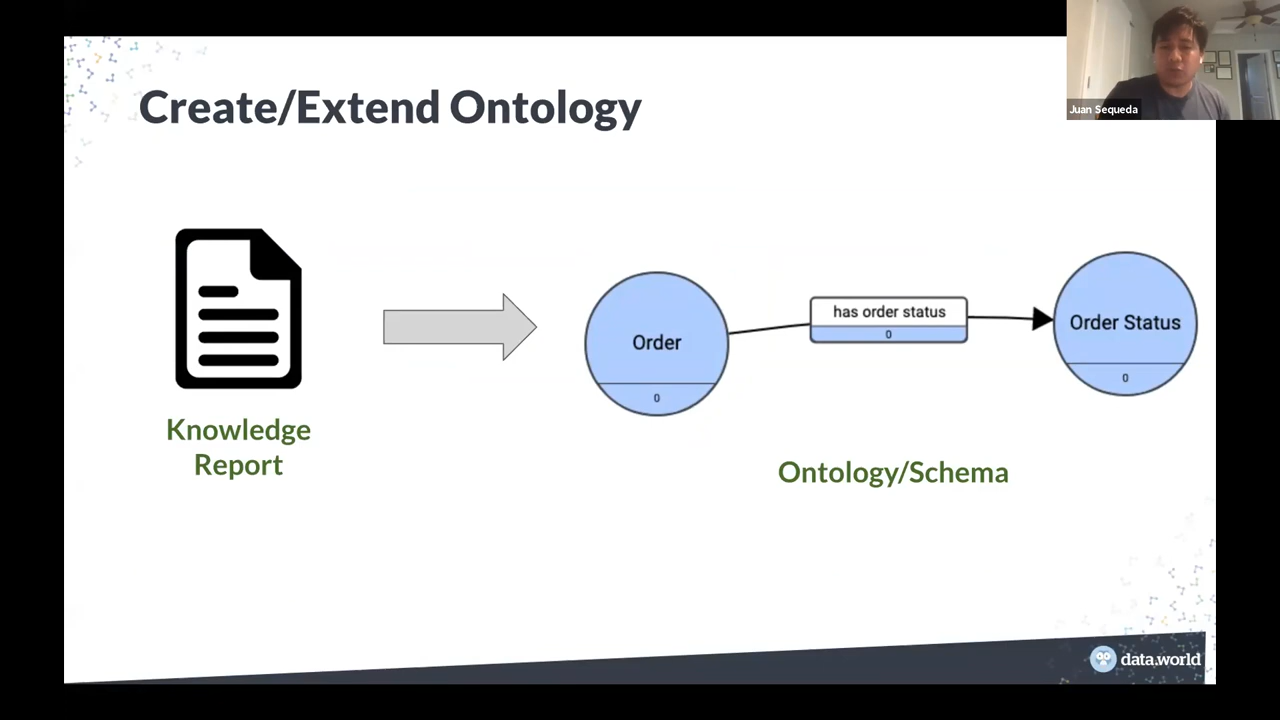 Juan Sequeda
Create/Extend Ontology
Order
0
has order status
0
Order Status
0
Knowledge
Report
Ontology/Schema
data.world